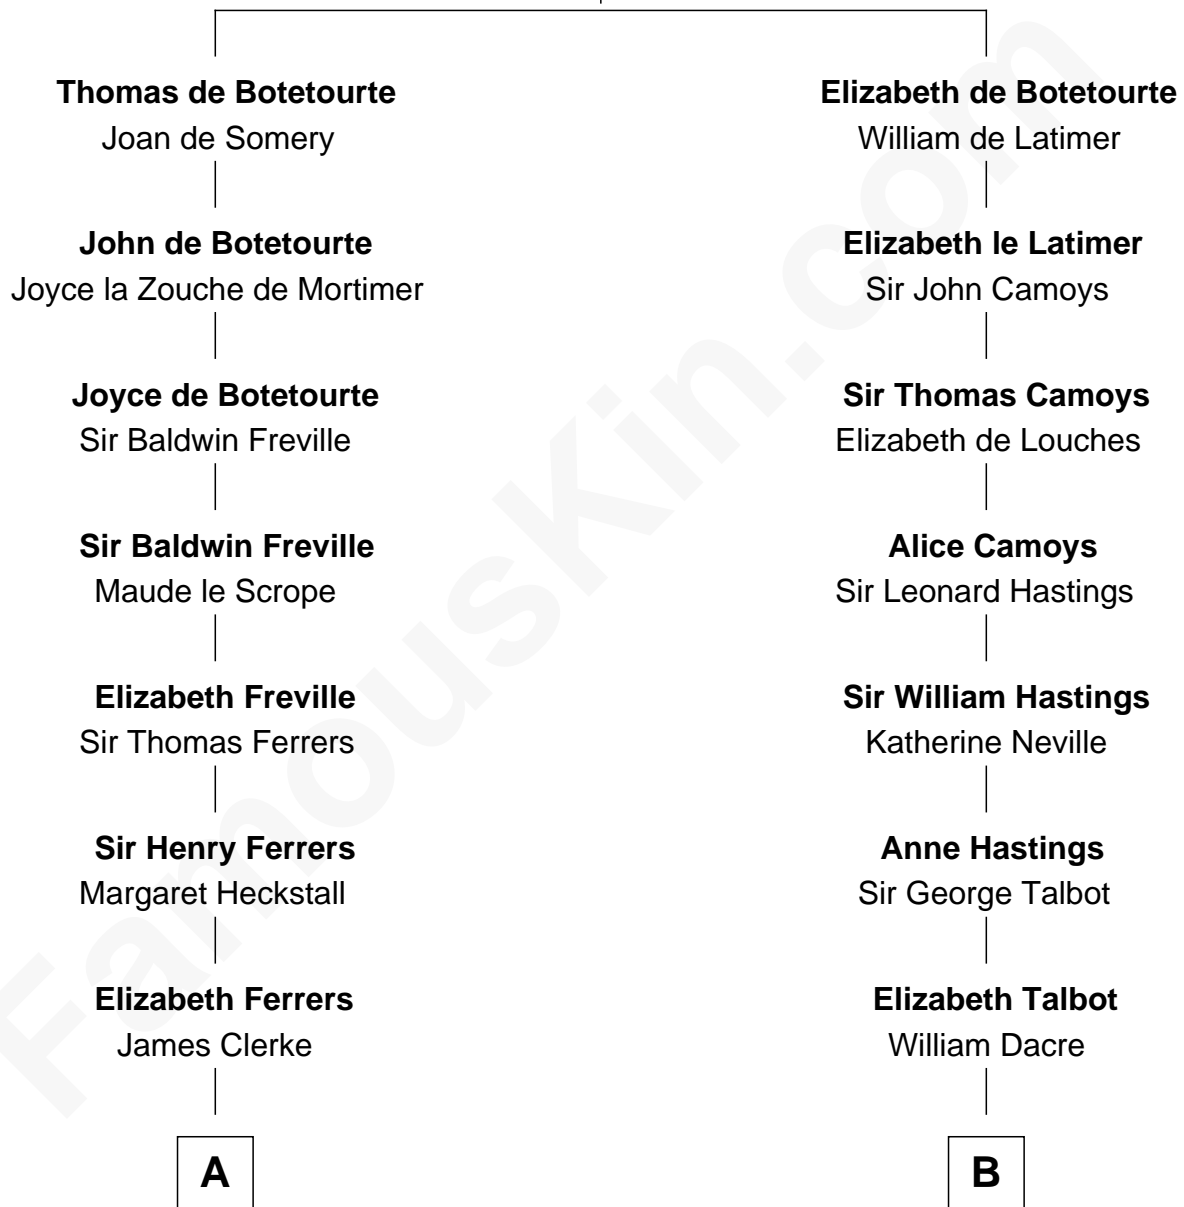 Thomas de Botetourte
Joan de Somery
John de Botetourte
Joyce la Zouche de Mortimer
Joyce de Botetourte
Sir Baldwin Freville
Sir Baldwin Freville
Maude le Scrope
Elizabeth Freville
Sir Thomas Ferrers
Sir Henry Ferrers
Margaret Heckstall
Elizabeth Ferrers
James Clerke
A
Elizabeth de Botetourte
William de Latimer
Elizabeth le Latimer
Sir John Camoys
Sir Thomas Camoys
Elizabeth de Louches
Alice Camoys
Sir Leonard Hastings
Sir William Hastings
Katherine Neville
Anne Hastings
Sir George Talbot
Elizabeth Talbot
William Dacre
B
FamousKin.com